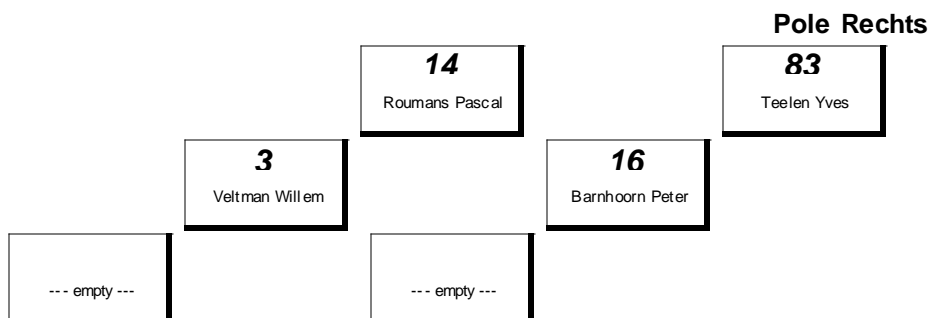 Pole Rechts
14
83
Roumans Pascal
Teelen Yves
3
16
Veltman Willem
Barnhoorn Peter
--- empty ---
--- empty ---